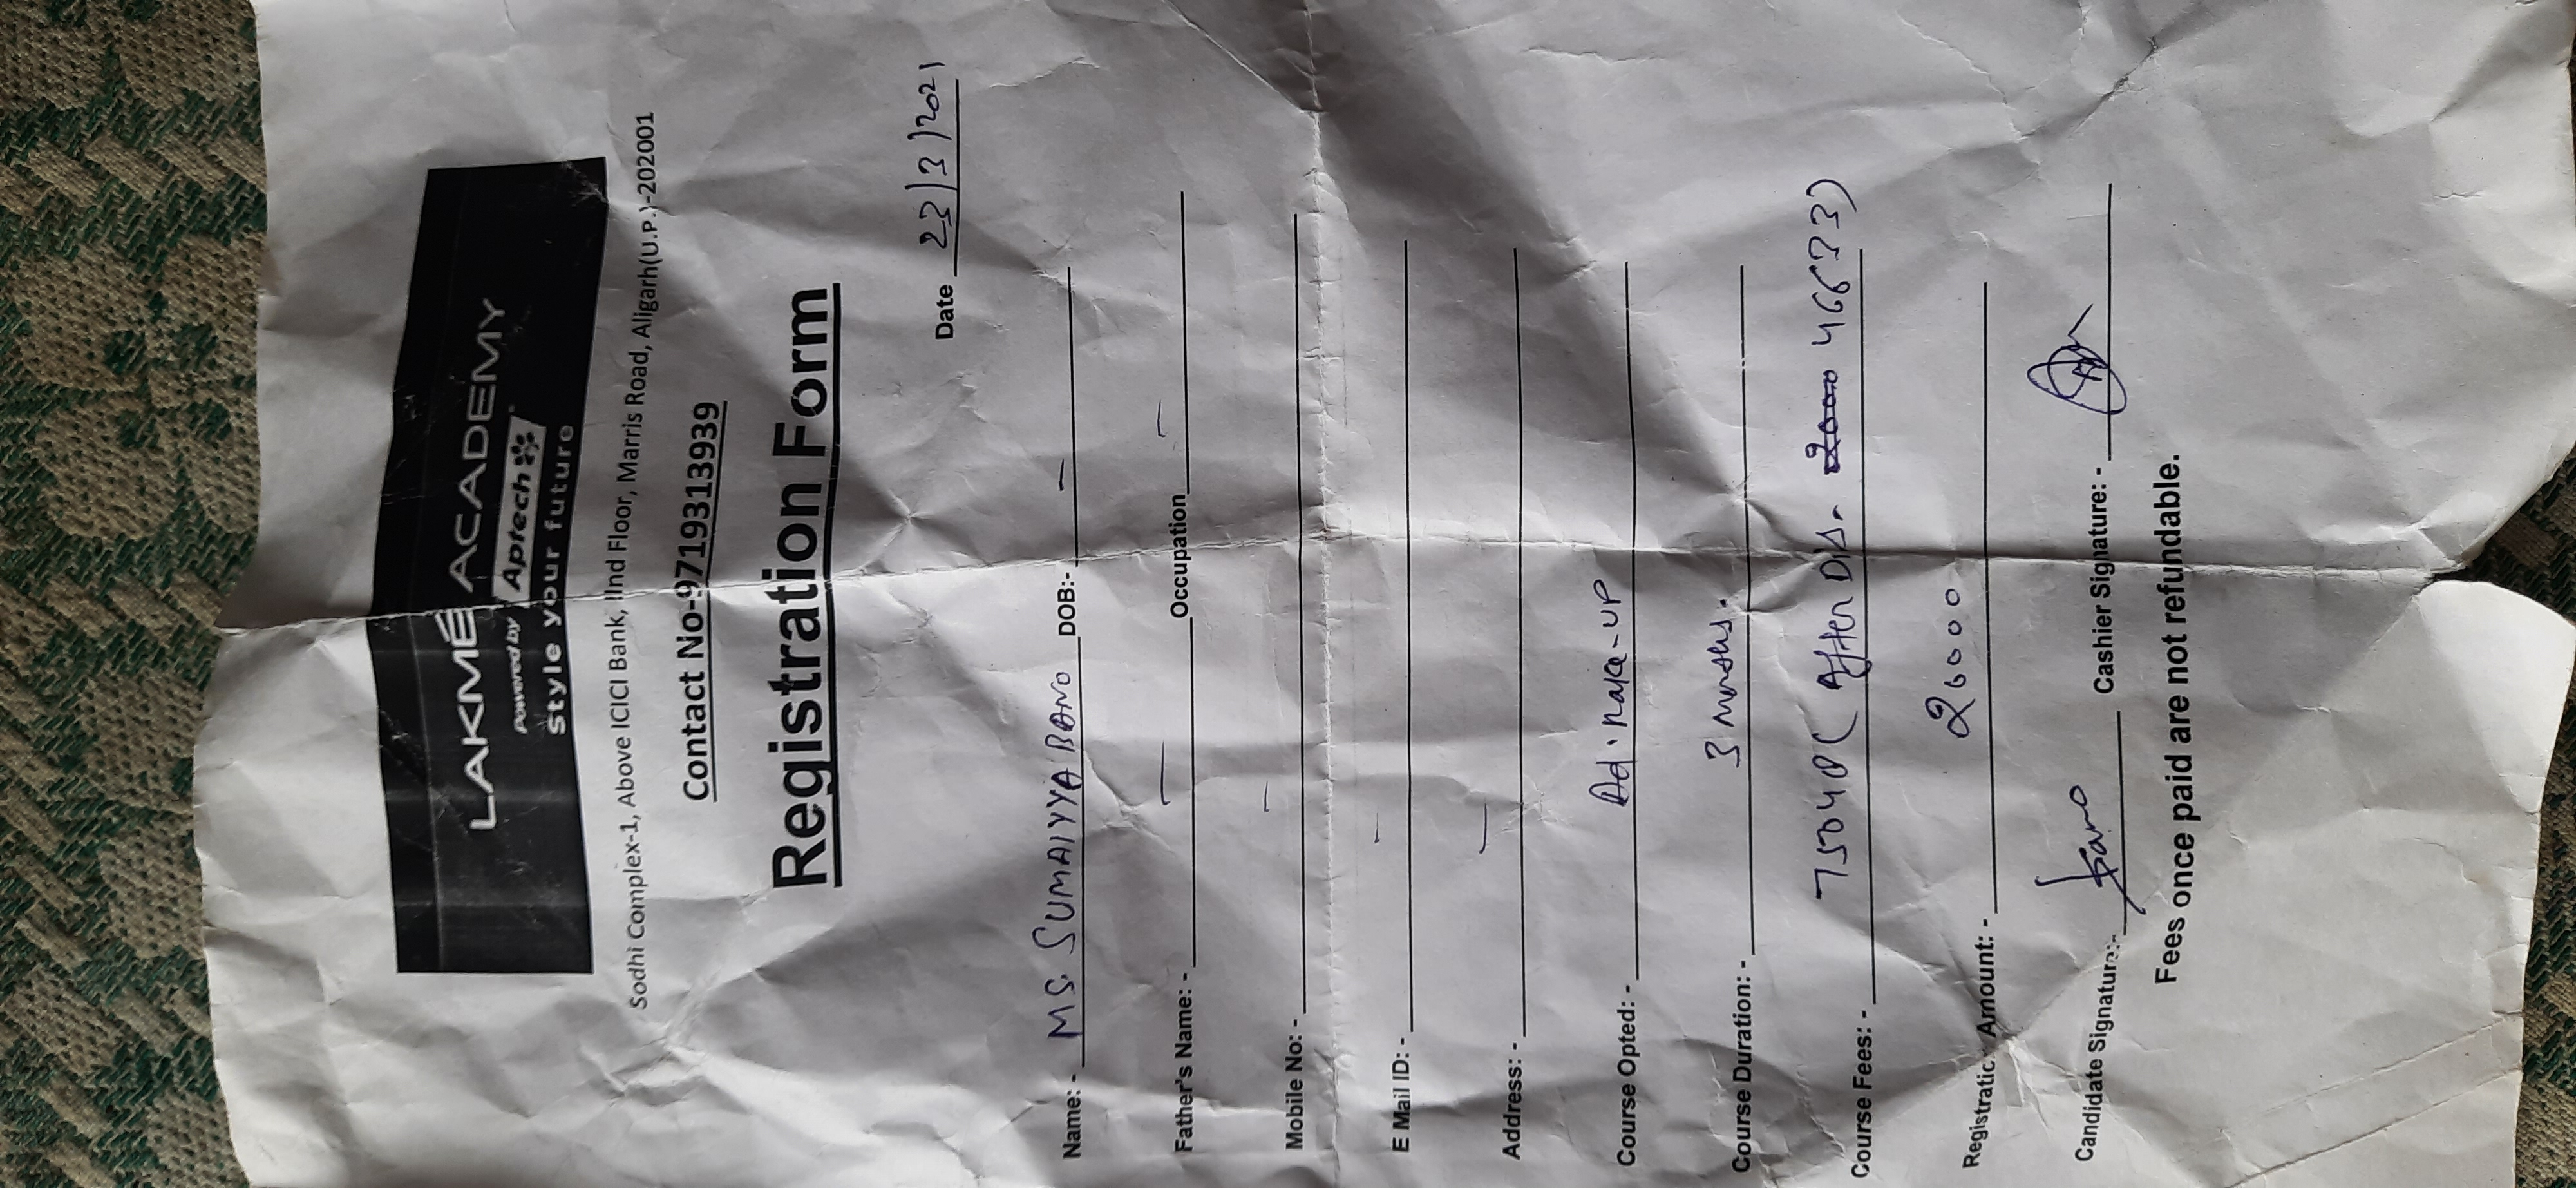 LAKMÉ ACADEMY
Powered by Aptech
Style your future
Sodhi Complex-1, Above ICICI Bank, IInd Floor, Marris Road, Aligarh(U.P.)-202001
Contact No-9719313939
Registration Form
Date 23/3/2021
Name: - MS. SUMAIYYA BANO DOB:- —
Father's Name: - — Occupation —
Mobile No: - —
E Mail ID: - —
Address: - —
Course Opted: - Ad. Make-UP
Course Duration: - 3 Months.
Course Fees: - 75048 ( After Dis. 2000 46633)
Registration Amount: - 20000
Candidate Signature:- Bano Cashier Signature: -
Fees once paid are not refundable.